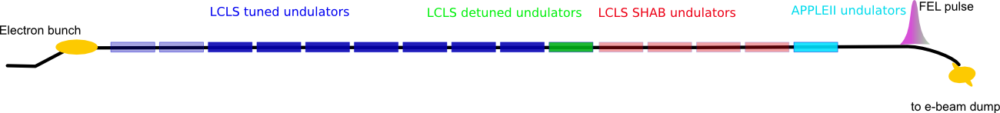 LCLS tuned undulators
LCLS detuned undulators
LCLS SHAB undulators
APPLEII undulators
FEL pulse
Electron bunch
to e-beam dump